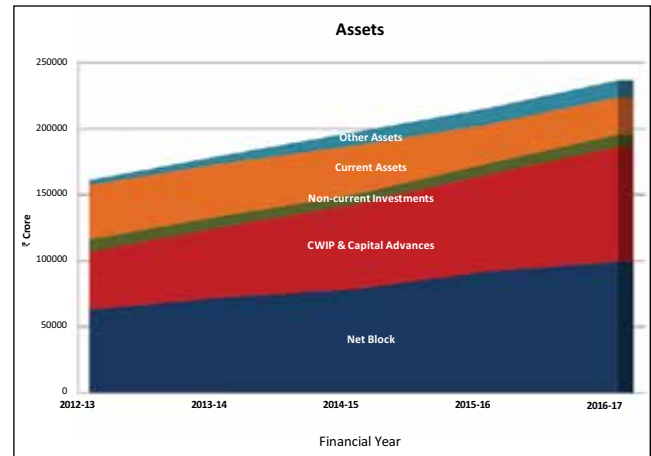 Assets
250000
200000
150000
100000
50000
0
₹ Crore
Other Assets
Current Assets
Non-current Investments
CWIP & Capital Advances
Net Block
2012-13 2013-14 2014-15 2015-16 2016-17
Financial Year